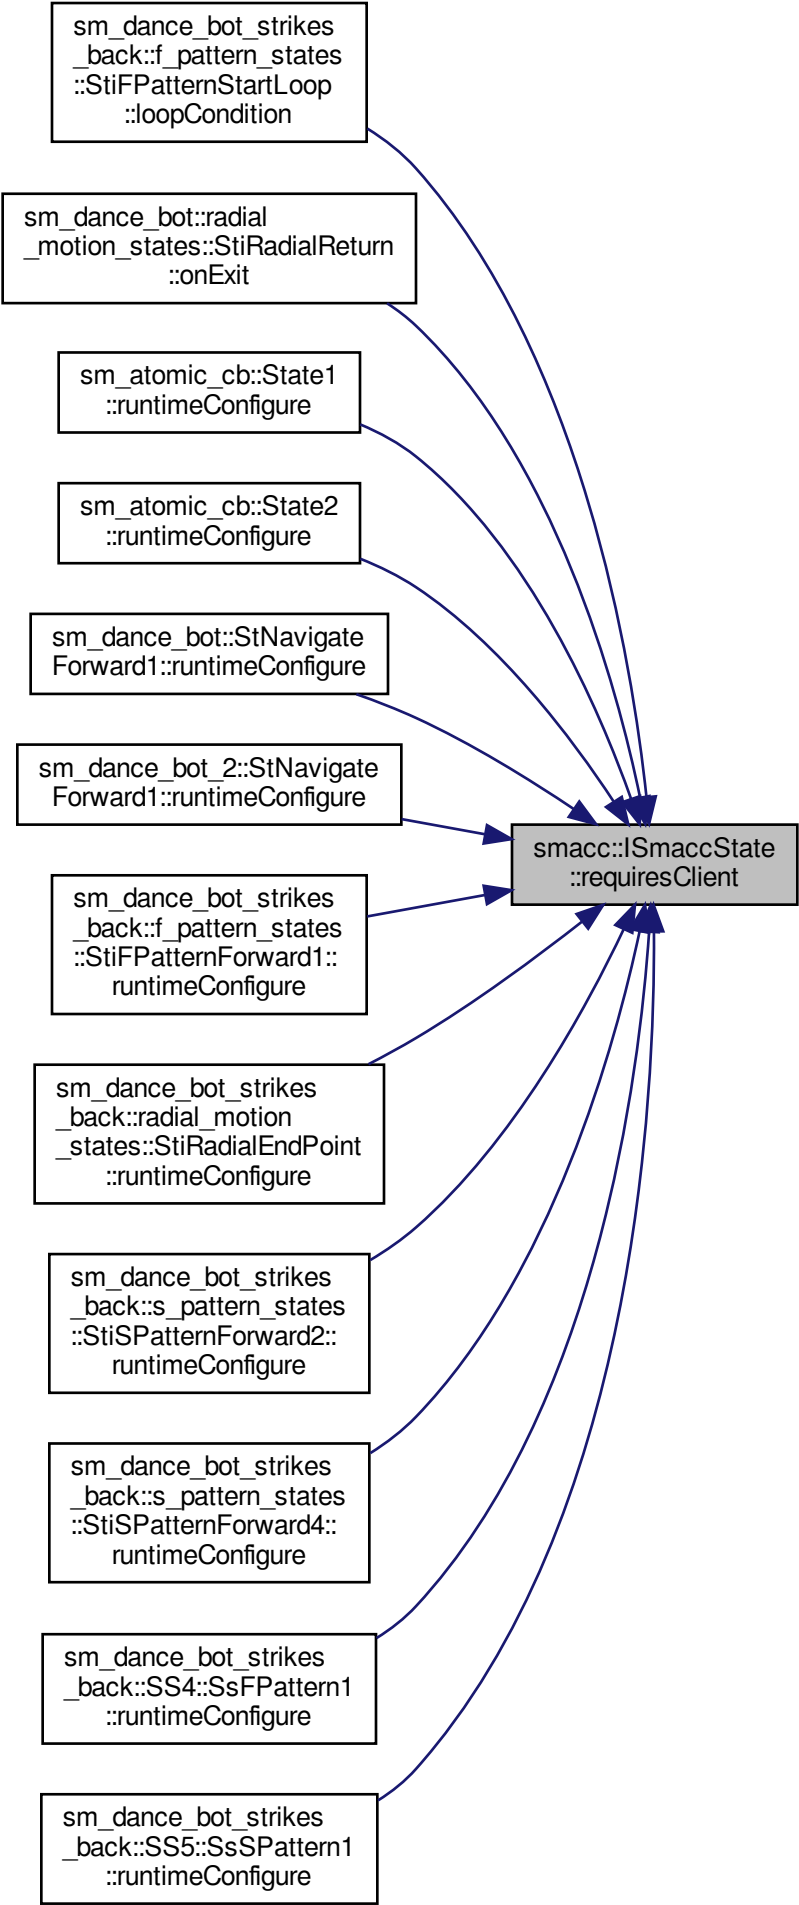 sm_dance_bot_strikes
_back::f_pattern_states
::StiFPatternStartLoop
::loopCondition
sm_dance_bot::radial
_motion_states::StiRadialReturn
::onExit
sm_atomic_cb::State1
::runtimeConfigure
sm_atomic_cb::State2
::runtimeConfigure
sm_dance_bot::StNavigate
Forward1::runtimeConfigure
sm_dance_bot_2::StNavigate
Forward1::runtimeConfigure
smacc::ISmaccState
::requiresClient
sm_dance_bot_strikes
_back::f_pattern_states
::StiFPatternForward1::
runtimeConfigure
sm_dance_bot_strikes
_back::radial_motion
_states::StiRadialEndPoint
::runtimeConfigure
sm_dance_bot_strikes
_back::s_pattern_states
::StiSPatternForward2::
runtimeConfigure
sm_dance_bot_strikes
_back::s_pattern_states
::StiSPatternForward4::
runtimeConfigure
sm_dance_bot_strikes
_back::SS4::SsFPattern1
::runtimeConfigure
sm_dance_bot_strikes
_back::SS5::SsSPattern1
::runtimeConfigure